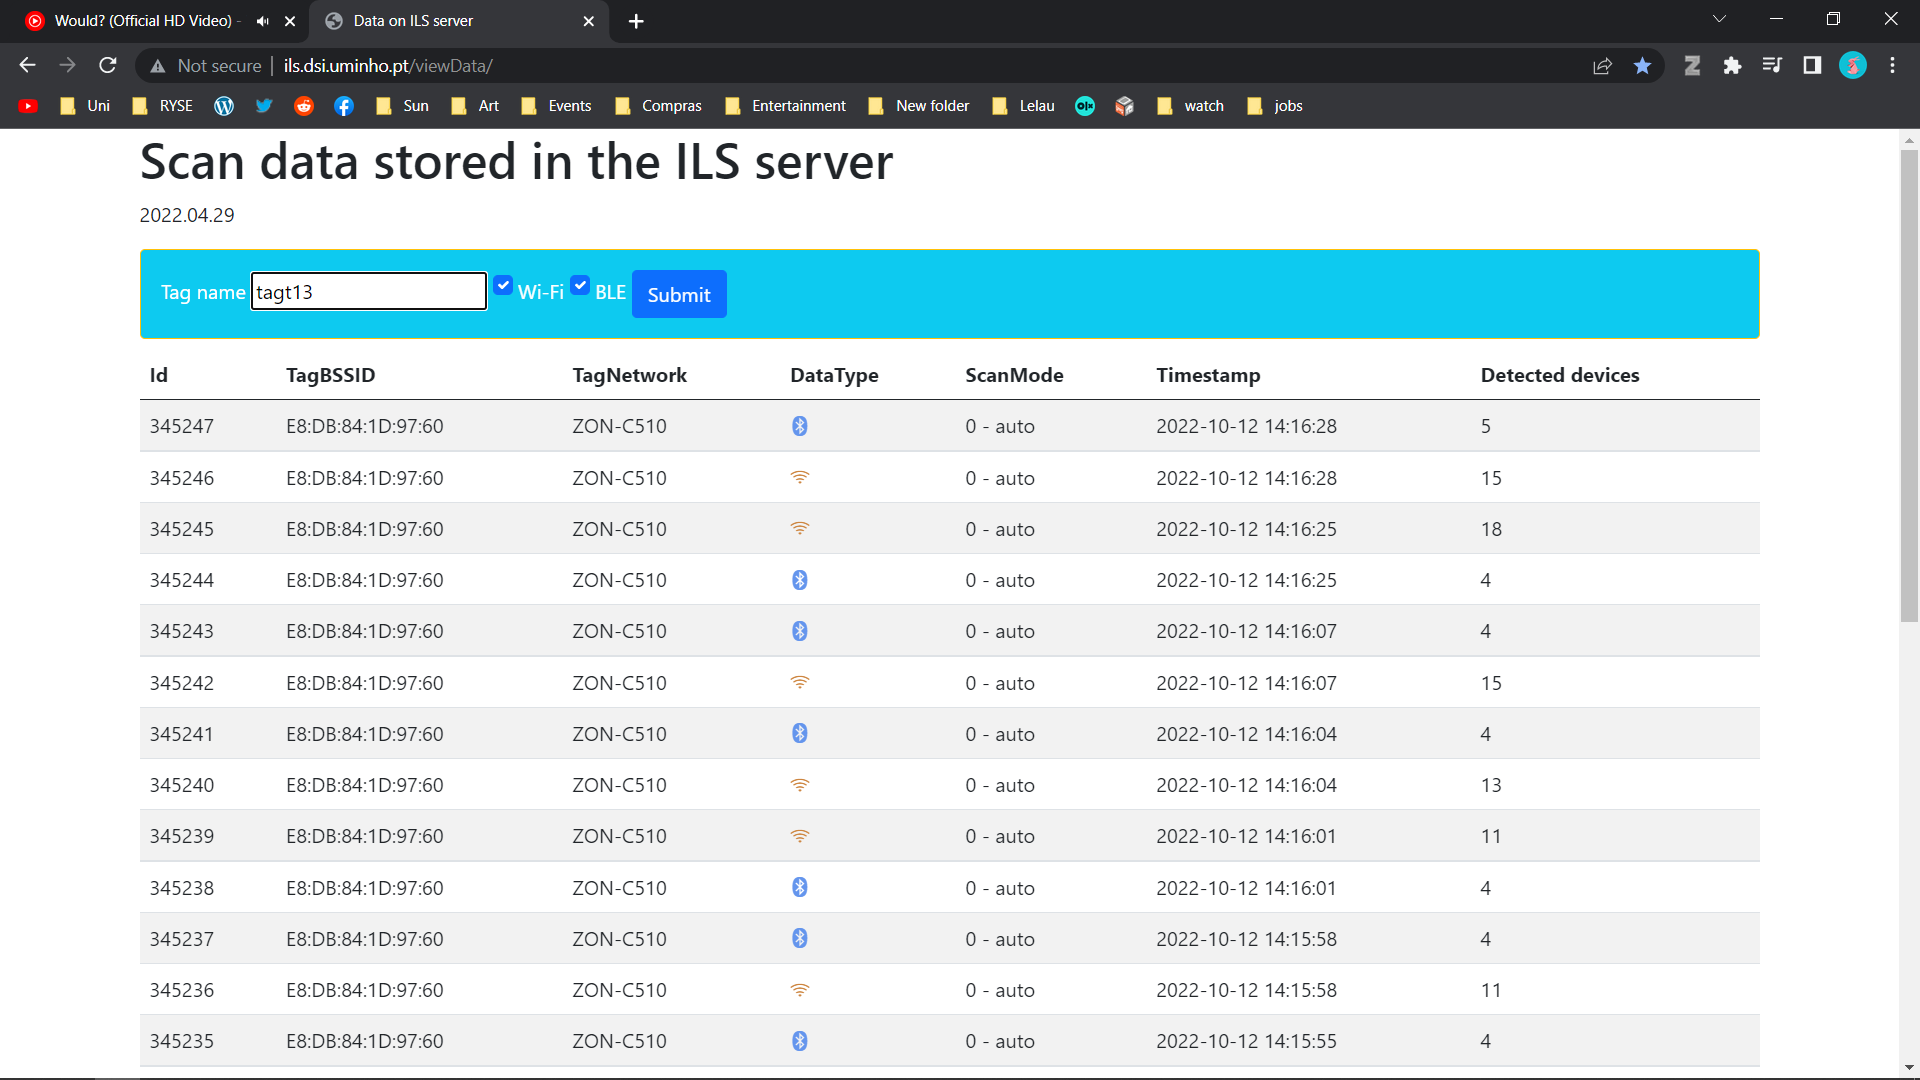 Would? (Official HD Video) -
Data on ILS server
Not secure | ils.dsi.uminho.pt/viewData/
Uni RYSE Sun Art Events Compras Entertainment New folder Lelau olx watch jobs
Scan data stored in the ILS server
2022.04.29
Tag name tagt13 Wi-Fi BLE Submit
Id TagBSSID TagNetwork DataType ScanMode Timestamp Detected devices
345247 E8:DB:84:1D:97:60 ZON-C510 0 - auto 2022-10-12 14:16:28 5
345246 E8:DB:84:1D:97:60 ZON-C510 0 - auto 2022-10-12 14:16:28 15
345245 E8:DB:84:1D:97:60 ZON-C510 0 - auto 2022-10-12 14:16:25 18
345244 E8:DB:84:1D:97:60 ZON-C510 0 - auto 2022-10-12 14:16:25 4
345243 E8:DB:84:1D:97:60 ZON-C510 0 - auto 2022-10-12 14:16:07 4
345242 E8:DB:84:1D:97:60 ZON-C510 0 - auto 2022-10-12 14:16:07 15
345241 E8:DB:84:1D:97:60 ZON-C510 0 - auto 2022-10-12 14:16:04 4
345240 E8:DB:84:1D:97:60 ZON-C510 0 - auto 2022-10-12 14:16:04 13
345239 E8:DB:84:1D:97:60 ZON-C510 0 - auto 2022-10-12 14:16:01 11
345238 E8:DB:84:1D:97:60 ZON-C510 0 - auto 2022-10-12 14:16:01 4
345237 E8:DB:84:1D:97:60 ZON-C510 0 - auto 2022-10-12 14:15:58 4
345236 E8:DB:84:1D:97:60 ZON-C510 0 - auto 2022-10-12 14:15:58 11
345235 E8:DB:84:1D:97:60 ZON-C510 0 - auto 2022-10-12 14:15:55 4